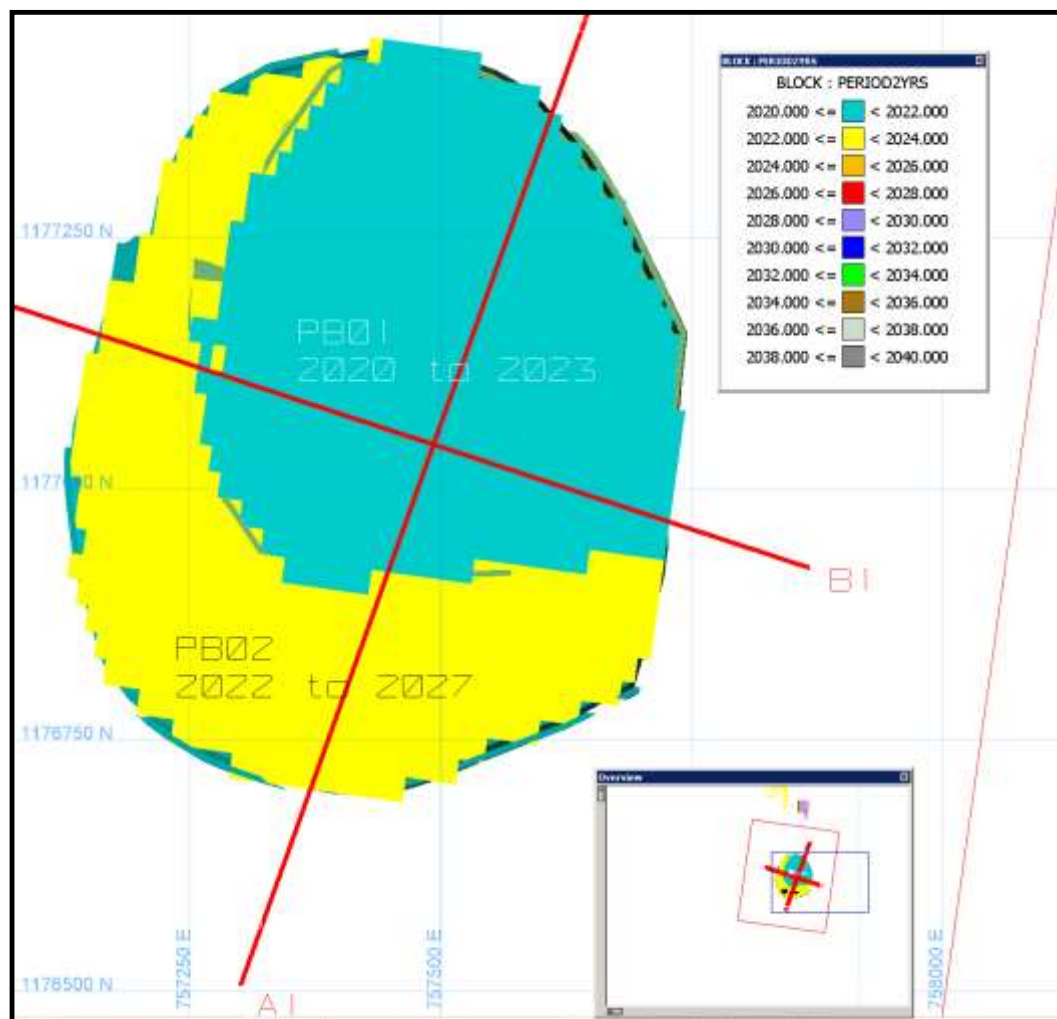 BLOCK : PERIOD2YRS
BLOCK : PERIOD2YRS
2020.000 <= < 2022.000
2022.000 <= < 2024.000
2024.000 <= < 2026.000
2026.000 <= < 2028.000
2028.000 <= < 2030.000
2030.000 <= < 2032.000
2032.000 <= < 2034.000
2034.000 <= < 2036.000
2036.000 <= < 2038.000
2038.000 <= < 2040.000
1177250 N
PB01
2020 to 2023
1177000 N
B1
PB02
2022 to 2027
1176750 N
Overview
757250 E
757500 E
758000 E
1176500 N
A1